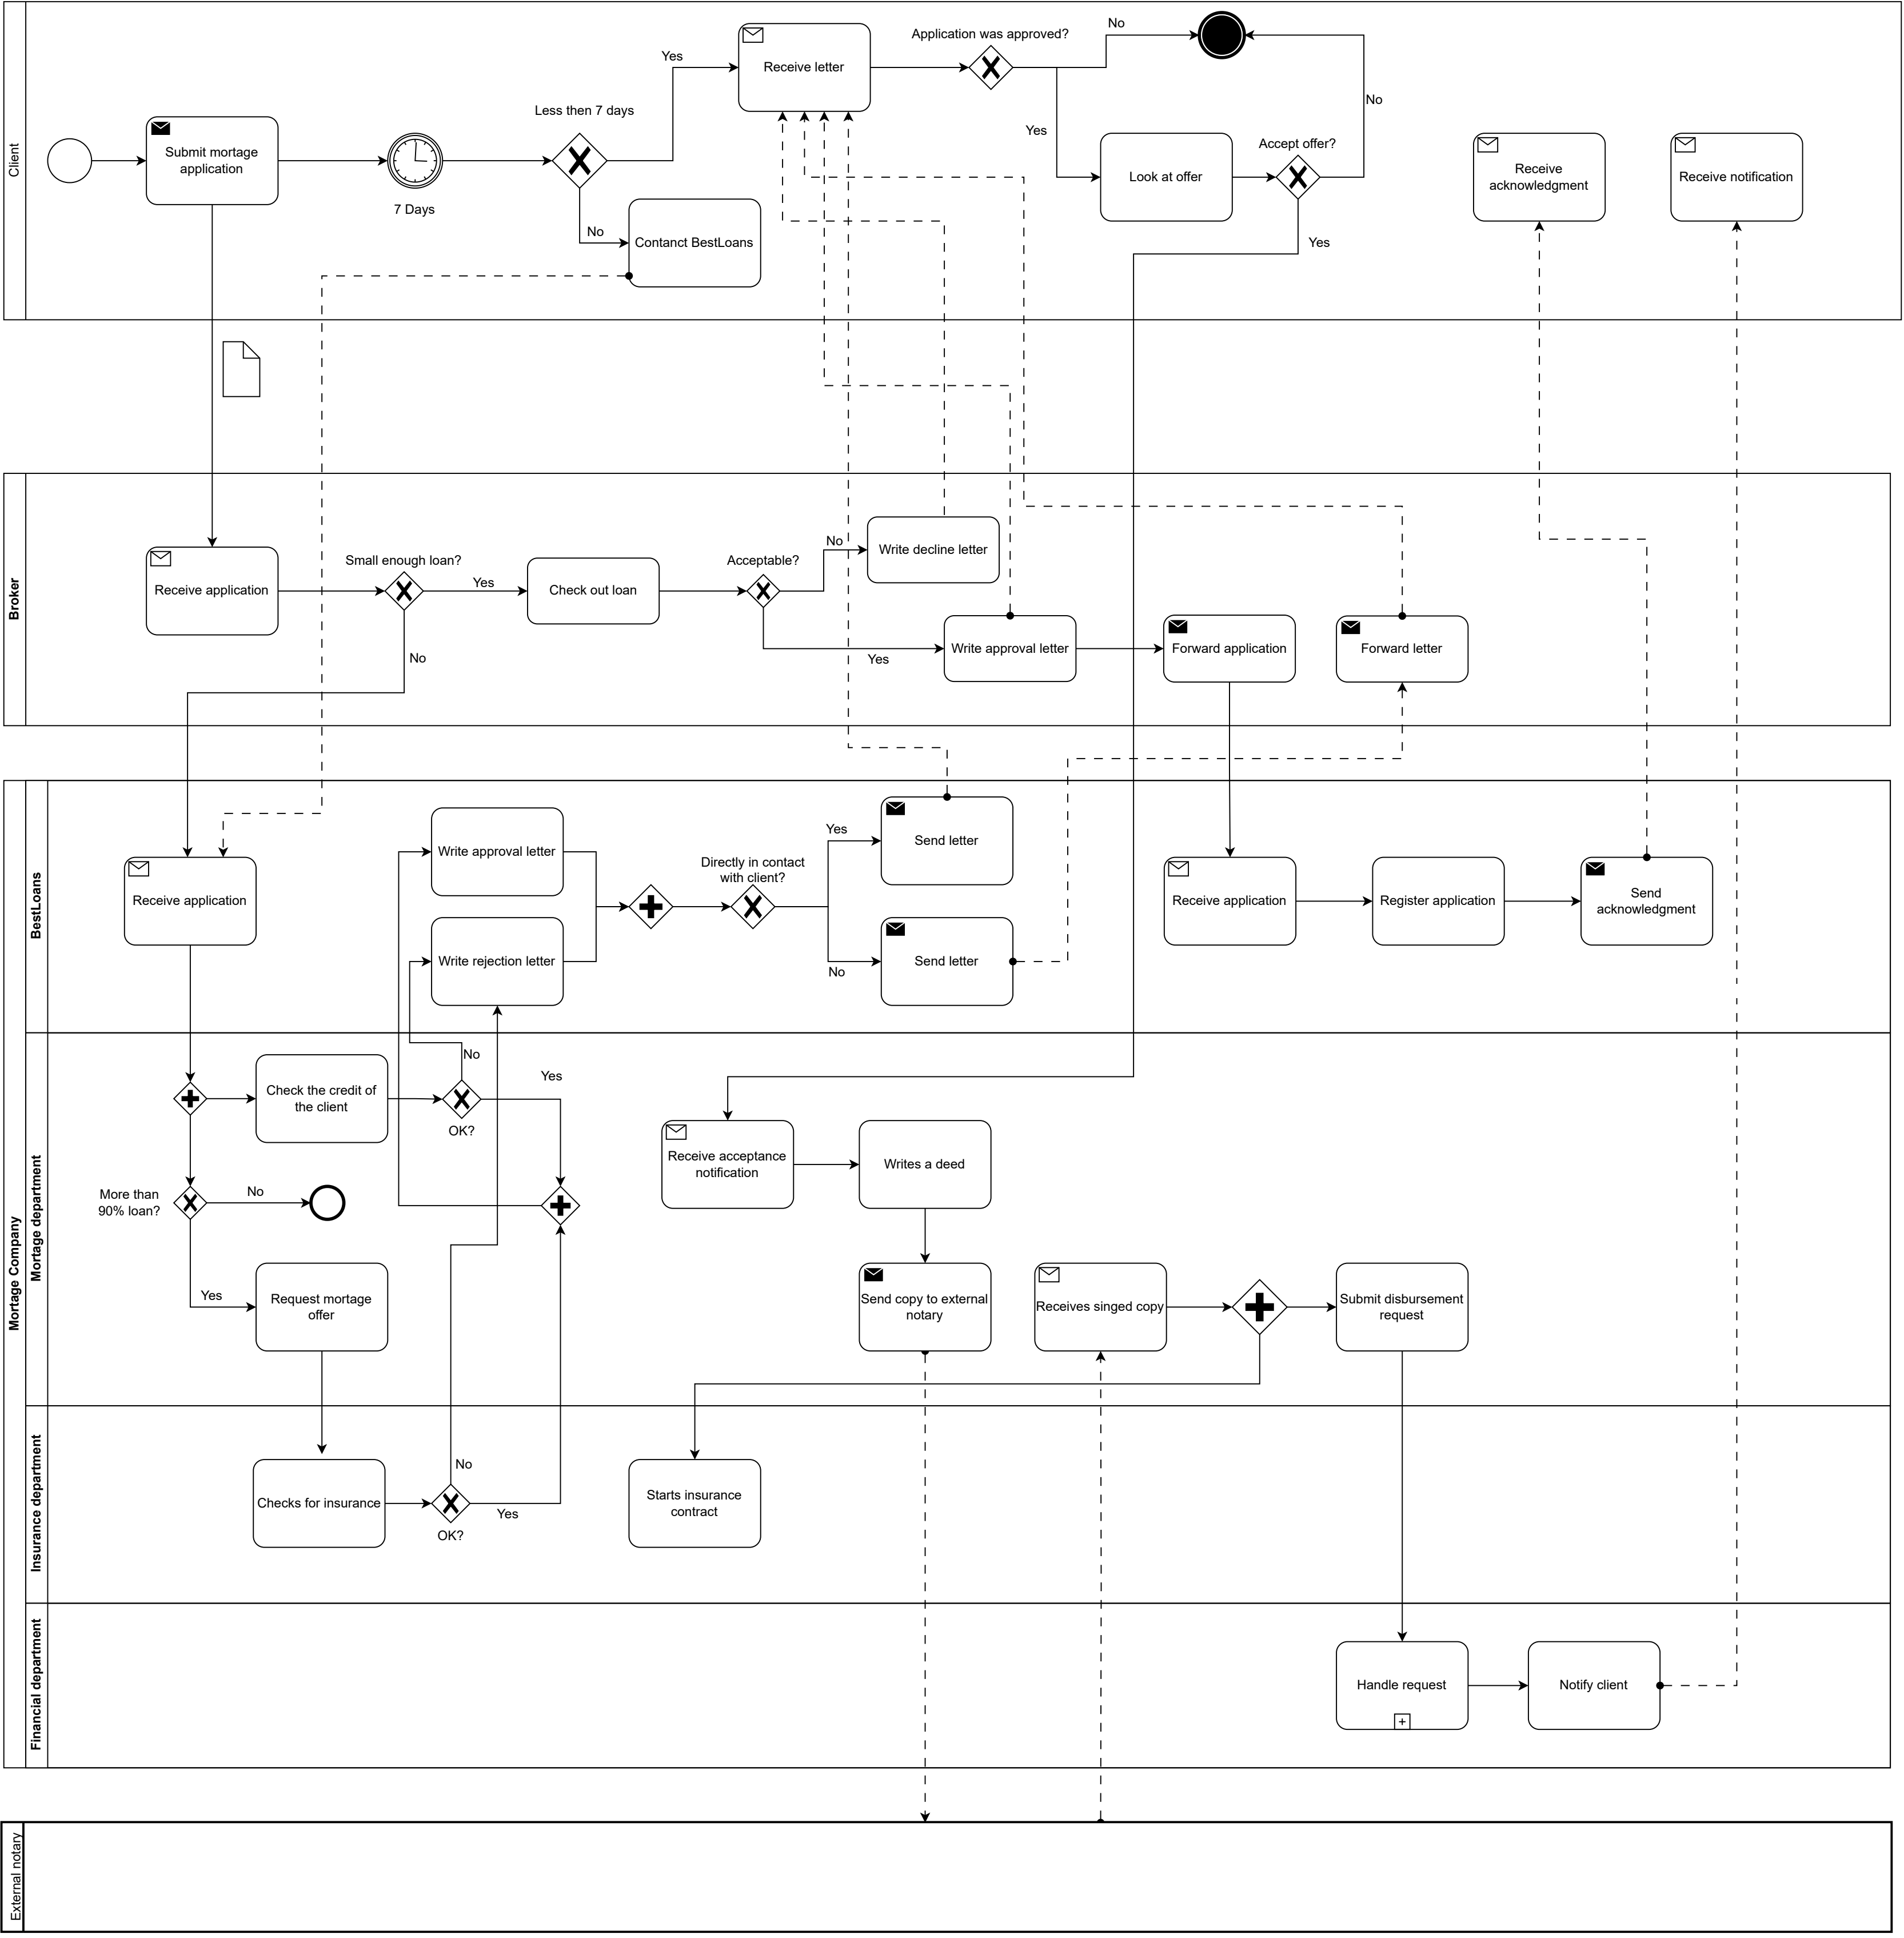 Client
Submit mortage
application
7 Days
Less then 7 days
Yes
No
Contanct BestLoans
Receive letter
Application was approved?
No
Yes
Look at offer
Accept offer?
No
Yes
Receive
acknowledgment
Receive notification
Broker
Receive application
Small enough loan?
Yes
No
Check out loan
Acceptable?
No
Yes
Write decline letter
Write approval letter
Forward application
Forward letter
Mortage Company
BestLoans
Receive application
Write approval letter
Write rejection letter
Directly in contact
with client?
Yes
No
Send letter
Send letter
Receive application
Register application
Send
acknowledgment
Mortage department
Check the credit of
the client
No
OK?
Yes
More than
90% loan?
No
Yes
Request mortage
offer
Receive acceptance
notification
Writes a deed
Send copy to external
notary
Receives singed copy
Submit disbursement
request
Insurance department
Checks for insurance
No
OK?
Yes
Starts insurance
contract
Financial department
Handle request
Notify client
External notary